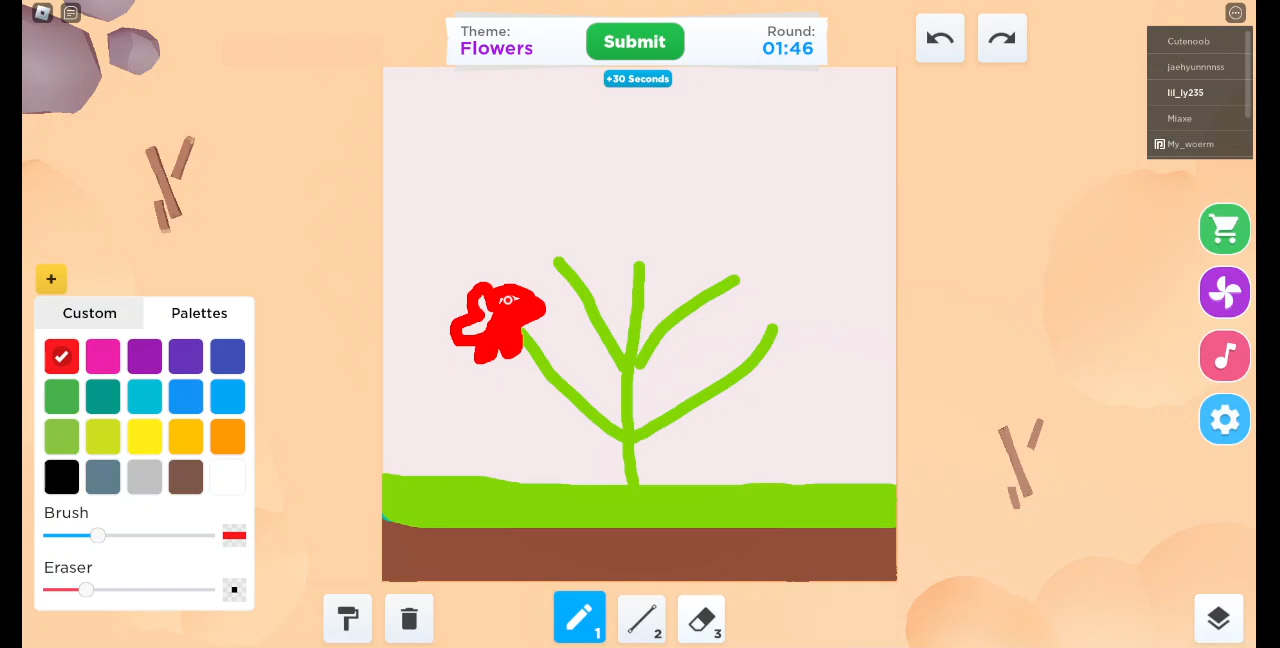 Theme:
Flowers
Submit
Round:
01:46
+30 Seconds
Cutenoob
jaehyunnnnss
lil_ly235
Miaxe
My_woerm
+
Custom
Palettes
Brush
Eraser
1
2
3